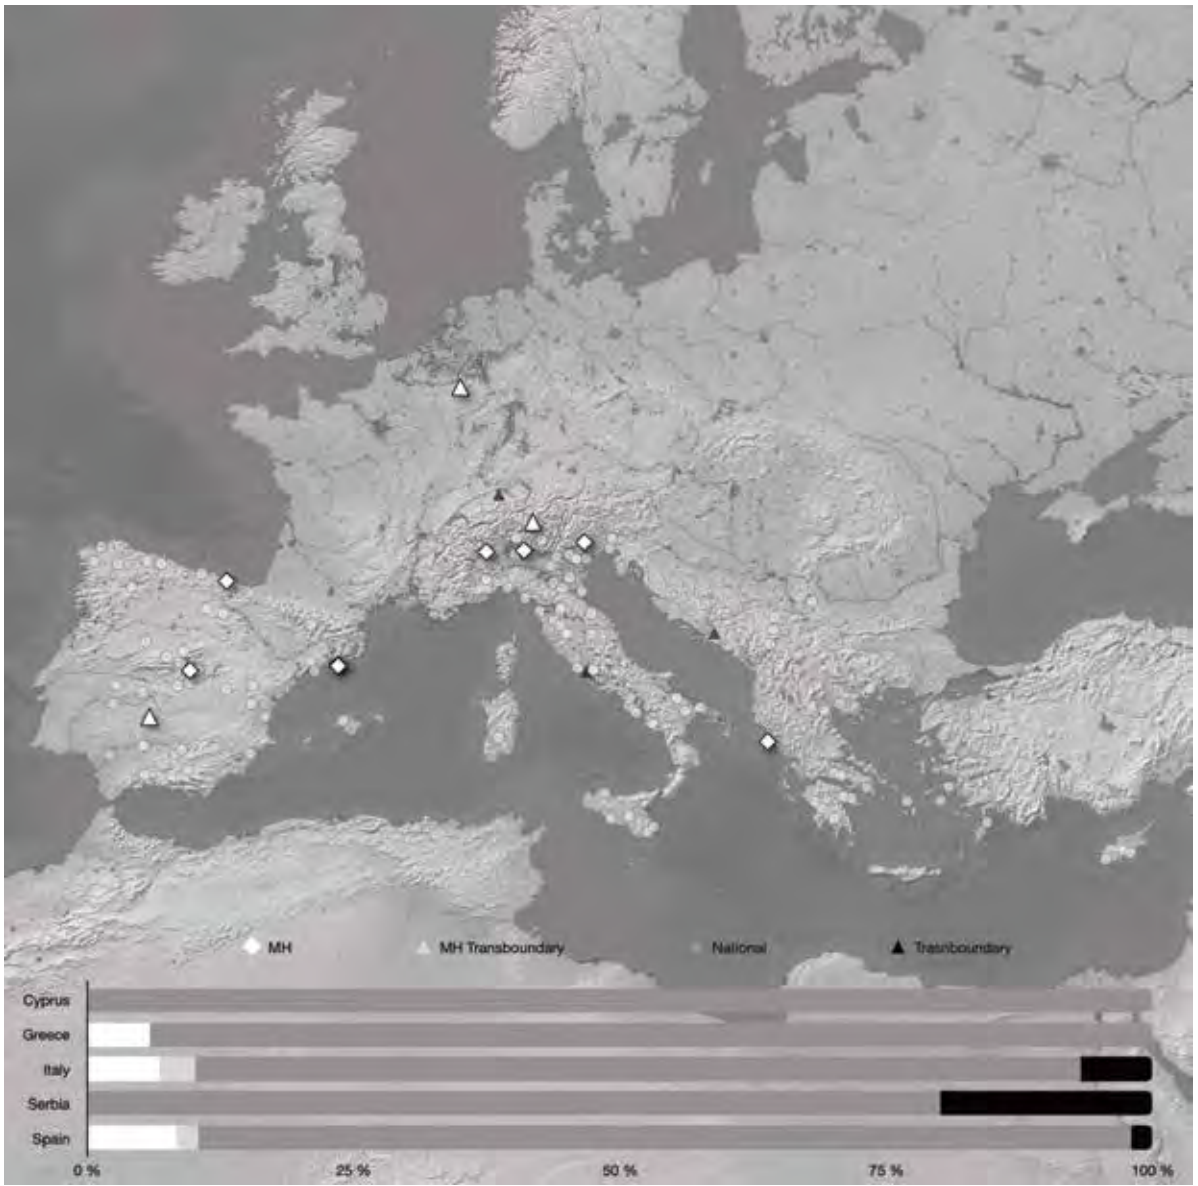 MH MH Transboundary National Trasnboundary
Cyprus
Greece
Italy
Serbia
Spain
0 % 25 % 50 % 75 % 100 %